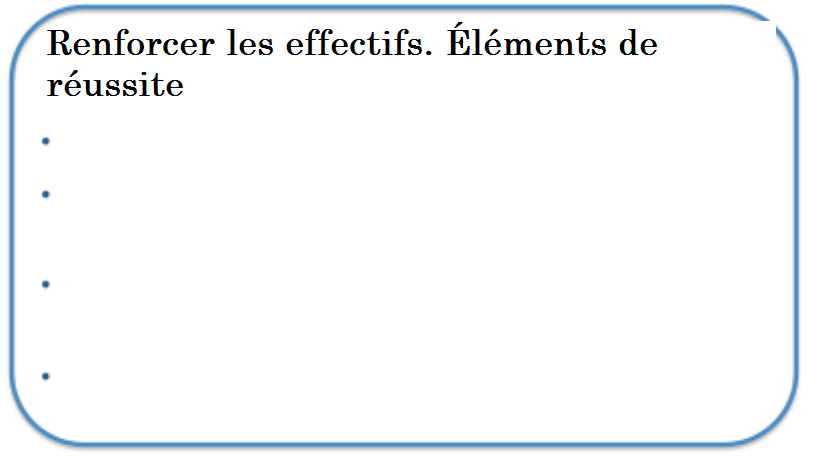 Renforcer les effectifs. Éléments de
réussite